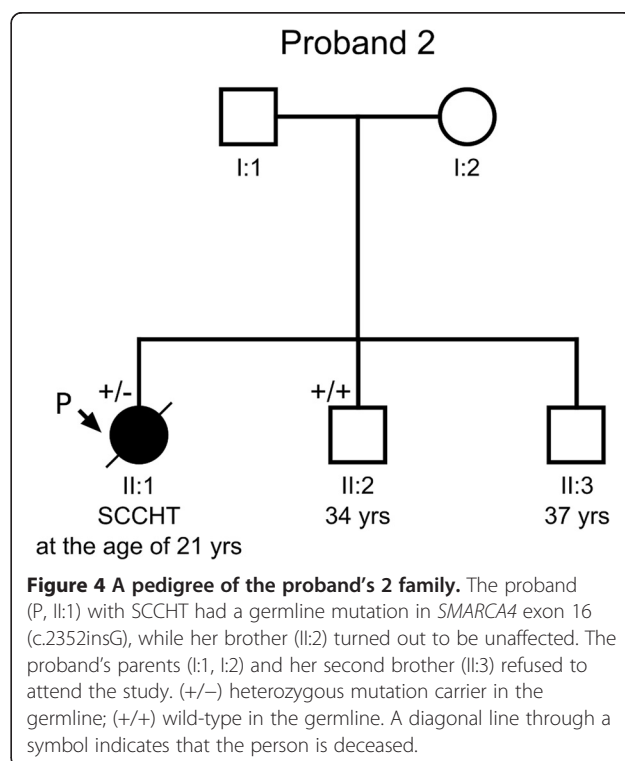 Proband 2
I:1
I:2
+/-
+/+
P
II:1
II:2
II:3
SCCHT
34 yrs
37 yrs
at the age of 21 yrs
Figure 4 A pedigree of the proband's 2 family. The proband
(P, II:1) with SCCHT had a germline mutation in SMARCA4 exon 16
(c.2352insG), while her brother (II:2) turned out to be unaffected. The
proband's parents (I:1, I:2) and her second brother (II:3) refused to
attend the study. (+/−) heterozygous mutation carrier in the
germline; (+/+) wild-type in the germline. A diagonal line through a
symbol indicates that the person is deceased.